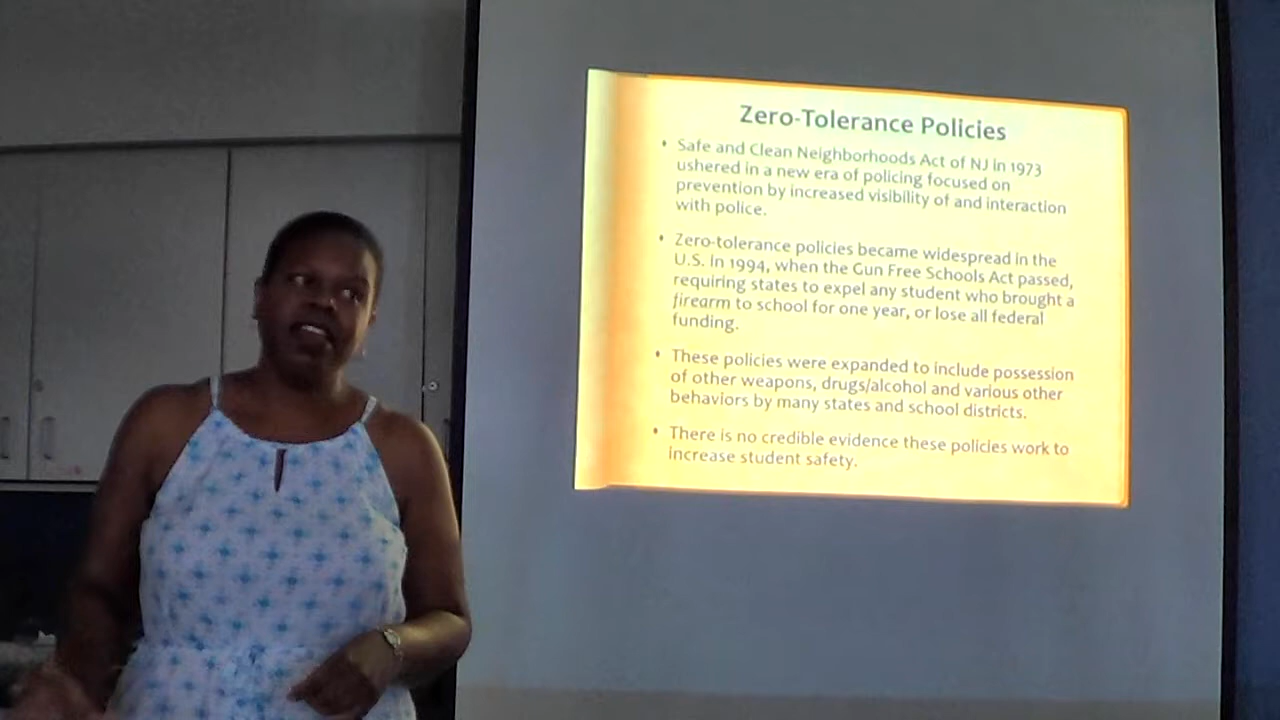 Zero-Tolerance Policies
• Safe and Clean Neighborhoods Act of NJ in 1973
ushered in a new era of policing focused on
prevention by increased visibility of and interaction
with police.
• Zero-tolerance policies became widespread in the
U.S. in 1994, when the Gun Free Schools Act passed,
requiring states to expel any student who brought a
firearm to school for one year, or lose all federal
funding.
• These policies were expanded to include possession
of other weapons, drugs/alcohol and various other
behaviors by many states and school districts.
• There is no credible evidence these policies work to
increase student safety.